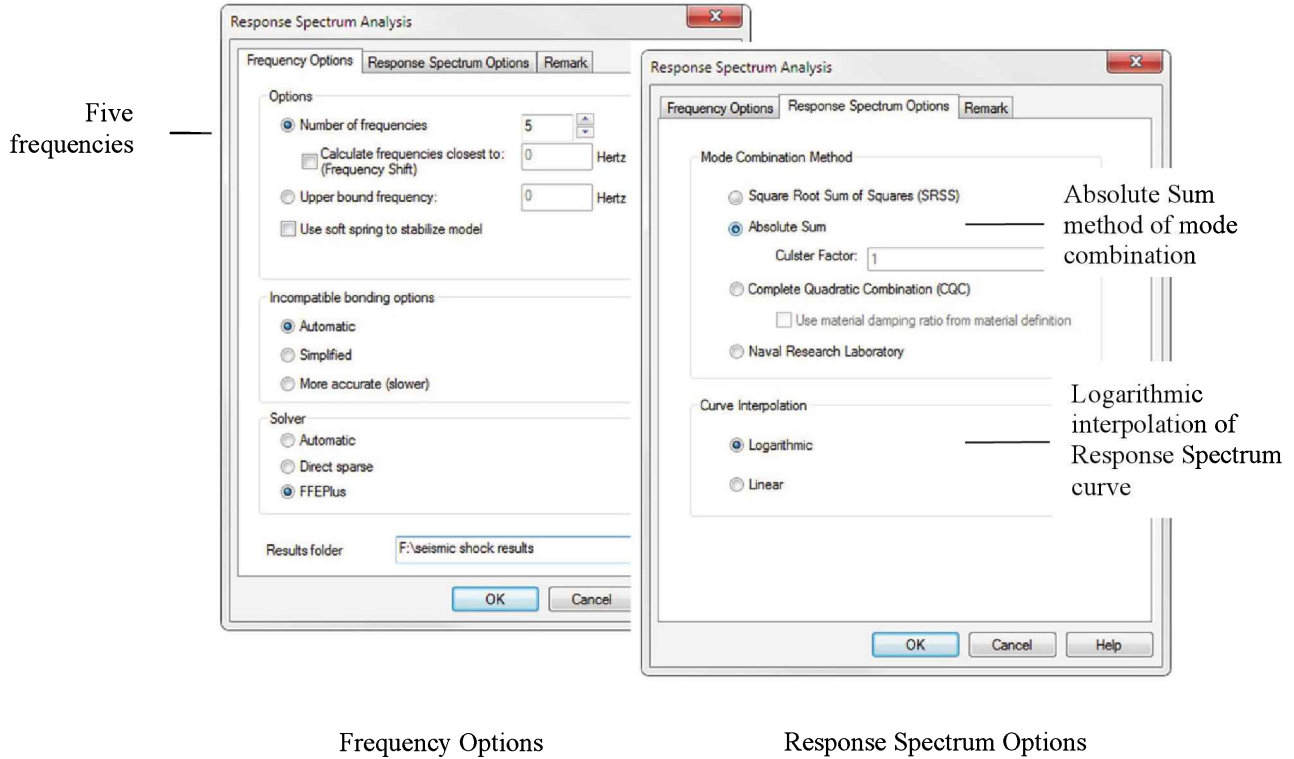 Five
frequencies
Response Spectrum Analysis
Frequency Options Response Spectrum Options Remark
Options
Number of frequencies 5
Calculate frequencies closest to: 0 Hertz
(Frequency Shift)
Upper bound frequency: 0 Hertz
Use soft spring to stabilize model
Incompatible bonding options
Automatic
Simplified
More accurate (slower)
Solver
Automatic
Direct sparse
FFEPlus
Results folder F:\seismic shock results
OK Cancel
Response Spectrum Analysis
Frequency Options Response Spectrum Options Remark
Mode Combination Method
Square Root Sum of Squares (SRSS)
Absolute Sum
Culster Factor: 1
Complete Quadratic Combination (CQC)
Use material damping ratio from material definition
Naval Research Laboratory
Curve Interpolation
Logarithmic
Linear
OK Cancel Help
Absolute Sum
method of mode
combination
Logarithmic
interpolation of
Response Spectrum
curve
Frequency Options
Response Spectrum Options